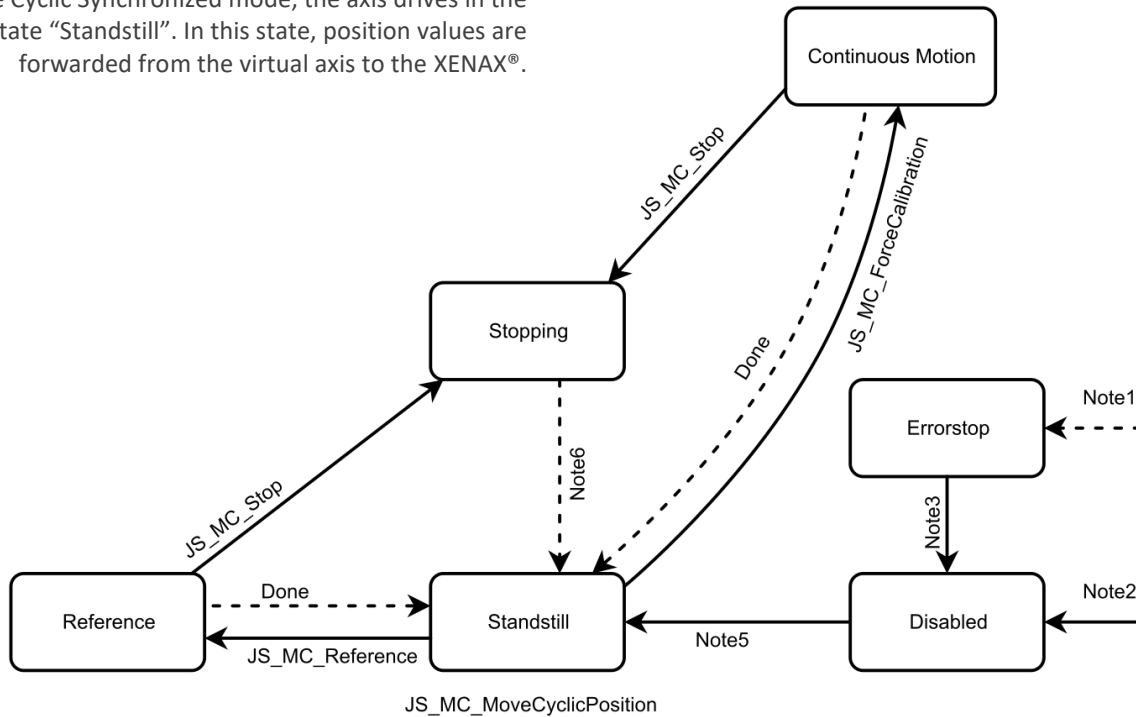 Cyclic Synchronized mode, the axis drives in the
state “Standstill”. In this state, position values are
forwarded from the virtual axis to the XENAX®.
Continuous Motion
JS_MC_Stop
JS_MC_ForceCalibration
Done
Stopping
Errorstop
Note1
Note6
Note3
JS_MC_Stop
Reference
Done
JS_MC_Reference
Standstill
Note5
Disabled
Note2
JS_MC_MoveCyclicPosition